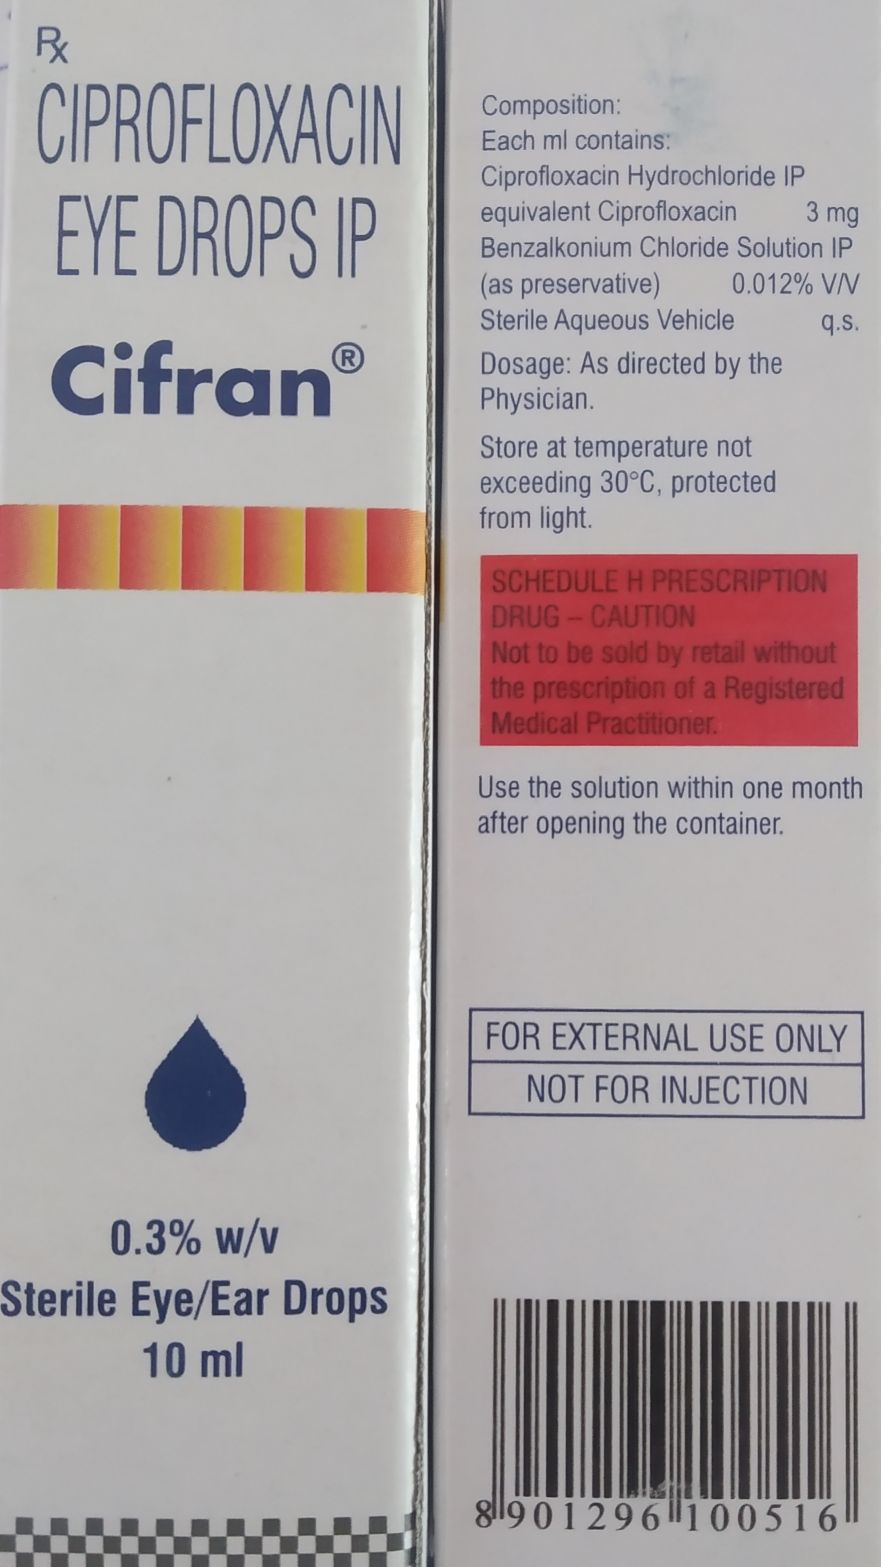 Rx
CIPROFLOXACIN
EYE DROPS IP
Cifran®
0.3% w/v
Sterile Eye/Ear Drops
10 ml
Composition:
Each ml contains:
Ciprofloxacin Hydrochloride IP
equivalent Ciprofloxacin 3 mg
Benzalkonium Chloride Solution IP
(as preservative) 0.012% V/V
Sterile Aqueous Vehicle q.s.
Dosage: As directed by the
Physician.
Store at temperature not
exceeding 30°C, protected
from light.
SCHEDULE H PRESCRIPTION
DRUG – CAUTION
Not to be sold by retail without
the prescription of a Registered
Medical Practitioner.
Use the solution within one month
after opening the container.
FOR EXTERNAL USE ONLY
NOT FOR INJECTION
8 901296 100516